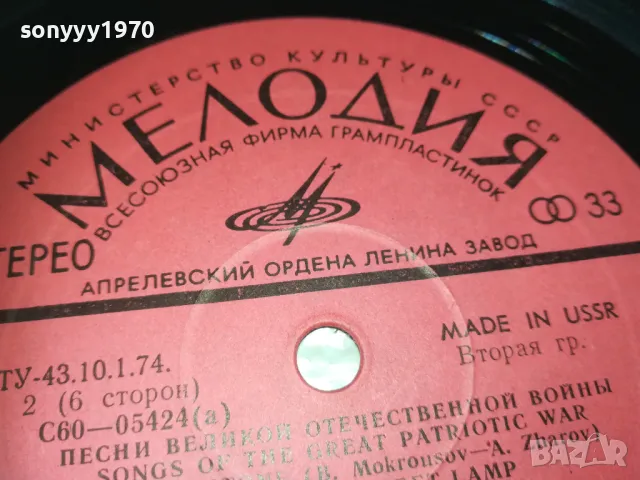 sonyyy1970
МИНИСТЕРСТВО КУЛЬТУРЫ СССР
МЕЛОДИЯ
ВСЕСОЮЗНАЯ ФИРМА ГРАМПЛАСТИНОК
ТЕРЕО
33
АПРЕЛЕВСКИЙ ОРДЕНА ЛЕНИНА ЗАВОД
MADE IN USSR
ТУ-43.10.1.74.
Вторая гр.
2 (6 сторон)
С60—05424(а)
ПЕСНИ ВЕЛИКОЙ ОТЕЧЕСТВЕННОЙ ВОЙНЫ
SONGS OF THE GREAT PATRIOTIC WAR
(B. Mokrousov—A. Zharov)
LAMP
bazar